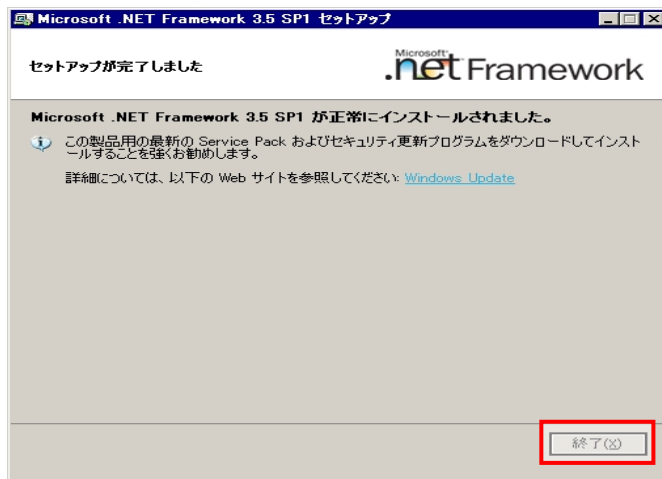 Microsoft .NET Framework 3.5 SP1 セットアップ
セットアップが完了しました
Microsoft
.net Framework
Microsoft .NET Framework 3.5 SP1 が正常にインストールされました。
この製品用の最新の Service Pack およびセキュリティ更新プログラムをダウンロードしてインスト
ールすることを強くお勧めします。
詳細については、以下の Web サイトを参照してください: Windows Update
終了(X)